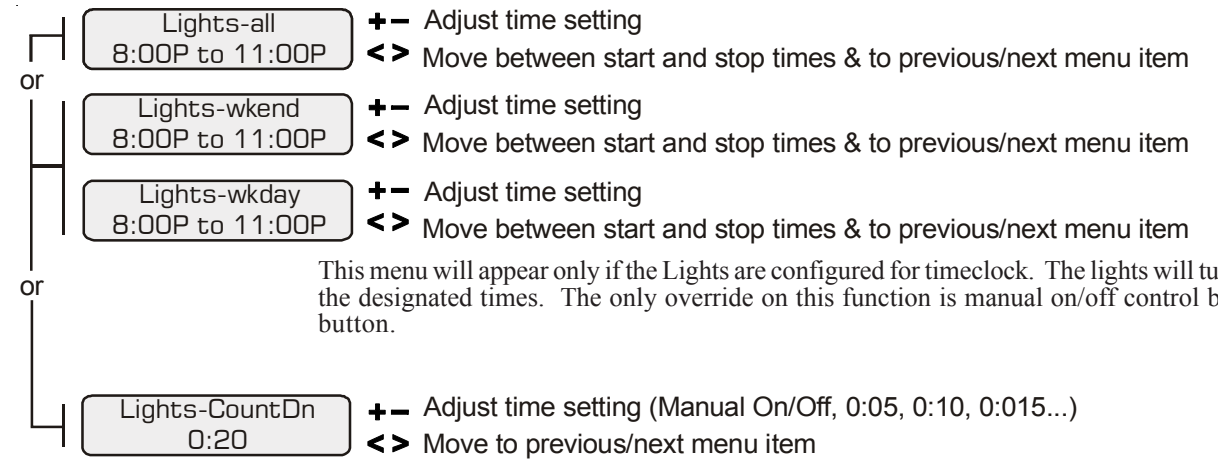 Lights-all
8:00P to 11:00P
+− Adjust time setting
< > Move between start and stop times & to previous/next menu item
or
Lights-wkend
8:00P to 11:00P
+− Adjust time setting
< > Move between start and stop times & to previous/next menu item
Lights-wkday
8:00P to 11:00P
+− Adjust time setting
< > Move between start and stop times & to previous/next menu item
This menu will appear only if the Lights are configured for timeclock. The lights will
or
the designated times. The only override on this function is manual on/off control
button.
Lights-CountDn
0:20
+− Adjust time setting (Manual On/Off, 0:05, 0:10, 0:015...)
< > Move to previous/next menu item